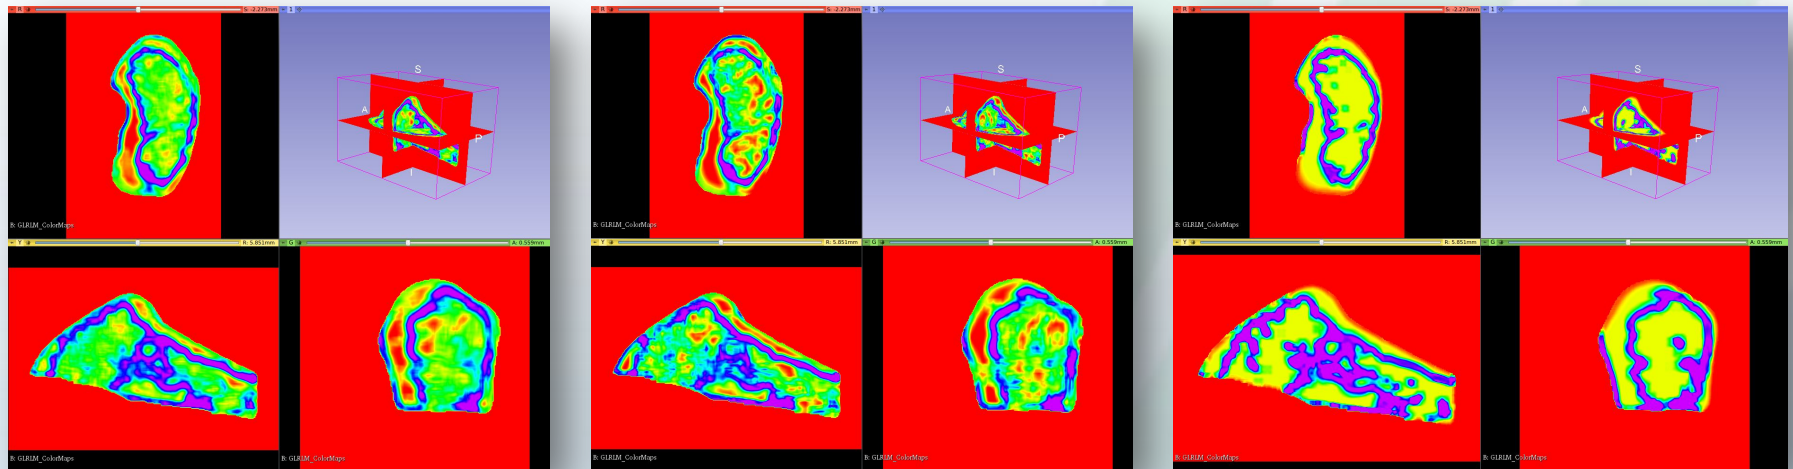 R S: -2.273mm
1
S
A
P
I
B: GLRLM_ColorMaps
Y R: 5.851mm
G A: 0.559mm
B: GLRLM_ColorMaps
B: GLRLM_ColorMaps
R S: -2.273mm
1
S
A
P
I
B: GLRLM_ColorMaps
Y R: 5.851mm
G A: 0.559mm
B: GLRLM_ColorMaps
B: GLRLM_ColorMaps
R S: -2.273mm
1
S
A
P
I
B: GLRLM_ColorMaps
Y R: 5.851mm
G A: 0.559mm
B: GLRLM_ColorMaps
B: GLRLM_ColorMaps